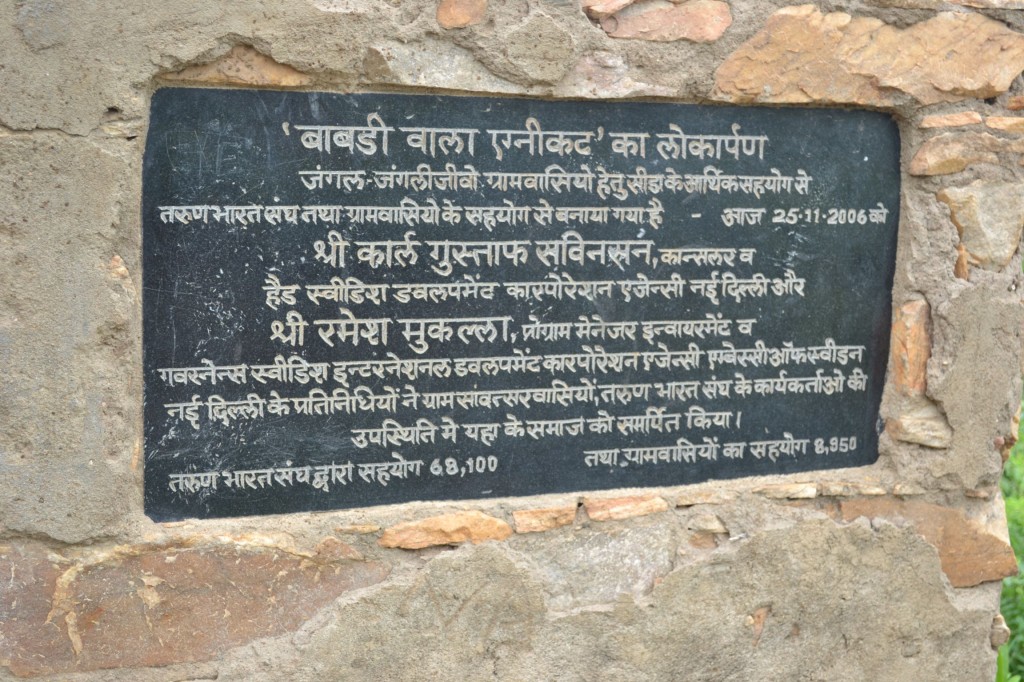 'बाबडी वाला एनीकट' का लोकार्पण
जंगल-जंगलीजीवो ग्रामवासियो हेतु सीडा के आर्थिक सहयोग से
तरुण भारत संघ तथा ग्रामवासियो के सहयोग से बनाया गया है - आज 25.11.2006 को
श्री कार्ल गुस्ताफ सविनसन, कान्सलर व
हैड स्वीडिश डवलपमेंट कारपोरेशन एजेन्सी नई दिल्ली और
श्री रमेश मुकल्ला, प्रोग्राम मेनेजर इन्वायरमेंट व
गवरनेन्स स्वीडिश इन्टरनेशनल डवलपमेंट कारपोरेशन एजेन्सी एम्बेस्सी ऑफ स्वीडन
नई दिल्ली के प्रतिनिधियों ने ग्राम सांवत्सरवासियों, तरुण भारत संघ के कार्यकर्ताओ की
उपस्थिति मे यहा के समाज को समर्पित किया।
तरुण भारत संघ द्वारा सहयोग 68,100 तथा ग्रामवासियों का सहयोग 8,950